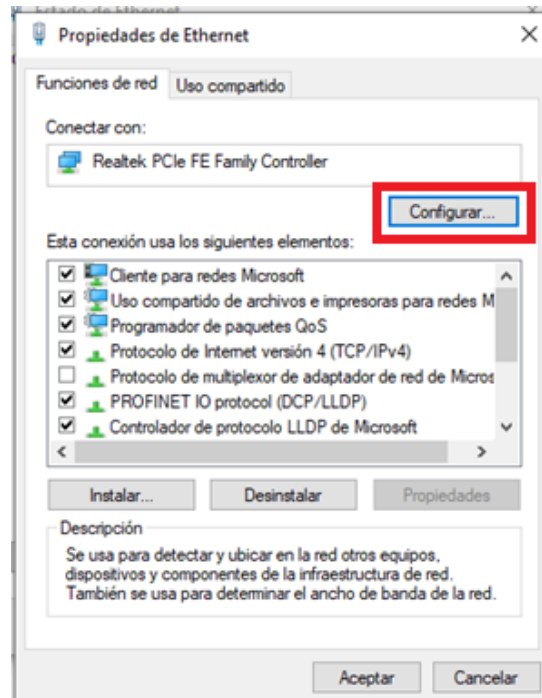 Estado de Ethernet
Propiedades de Ethernet
Funciones de red
Uso compartido
Conectar con:
Realtek PCIe FE Family Controller
Configurar...
Esta conexión usa los siguientes elementos:
Cliente para redes Microsoft
Uso compartido de archivos e impresoras para redes M
Programador de paquetes QoS
Protocolo de Internet versión 4 (TCP/IPv4)
Protocolo de multiplexor de adaptador de red de Micros
PROFINET IO protocol (DCP/LLDP)
Controlador de protocolo LLDP de Microsoft
Instalar...
Desinstalar
Propiedades
Descripción
Se usa para detectar y ubicar en la red otros equipos,
dispositivos y componentes de la infraestructura de red.
También se usa para determinar el ancho de banda de la red.
Aceptar
Cancelar